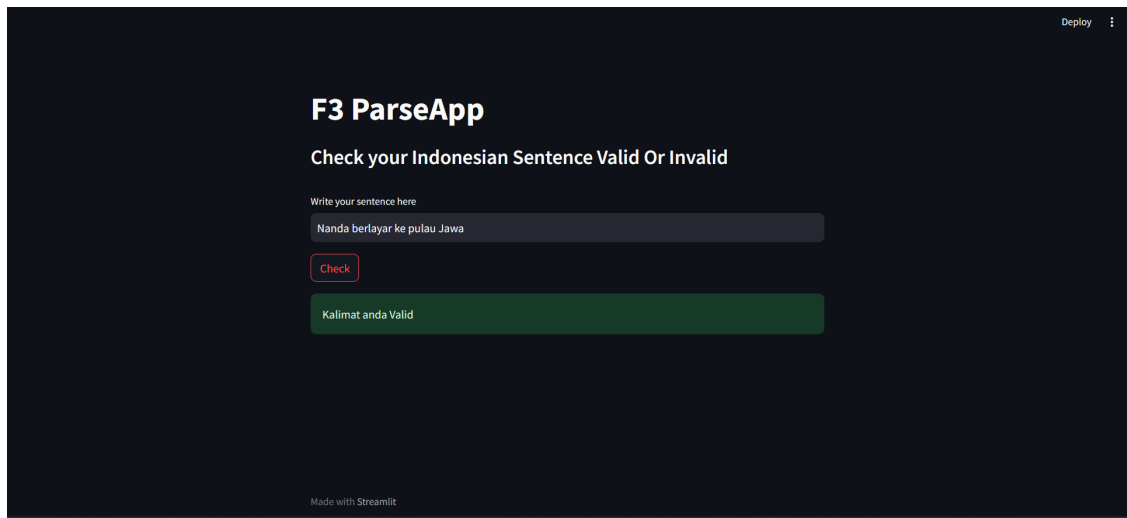 Deploy
F3 ParseApp
Check your Indonesian Sentence Valid Or Invalid
Write your sentence here
Nanda berlayar ke pulau Jawa
Check
Kalimat anda Valid
Made with Streamlit